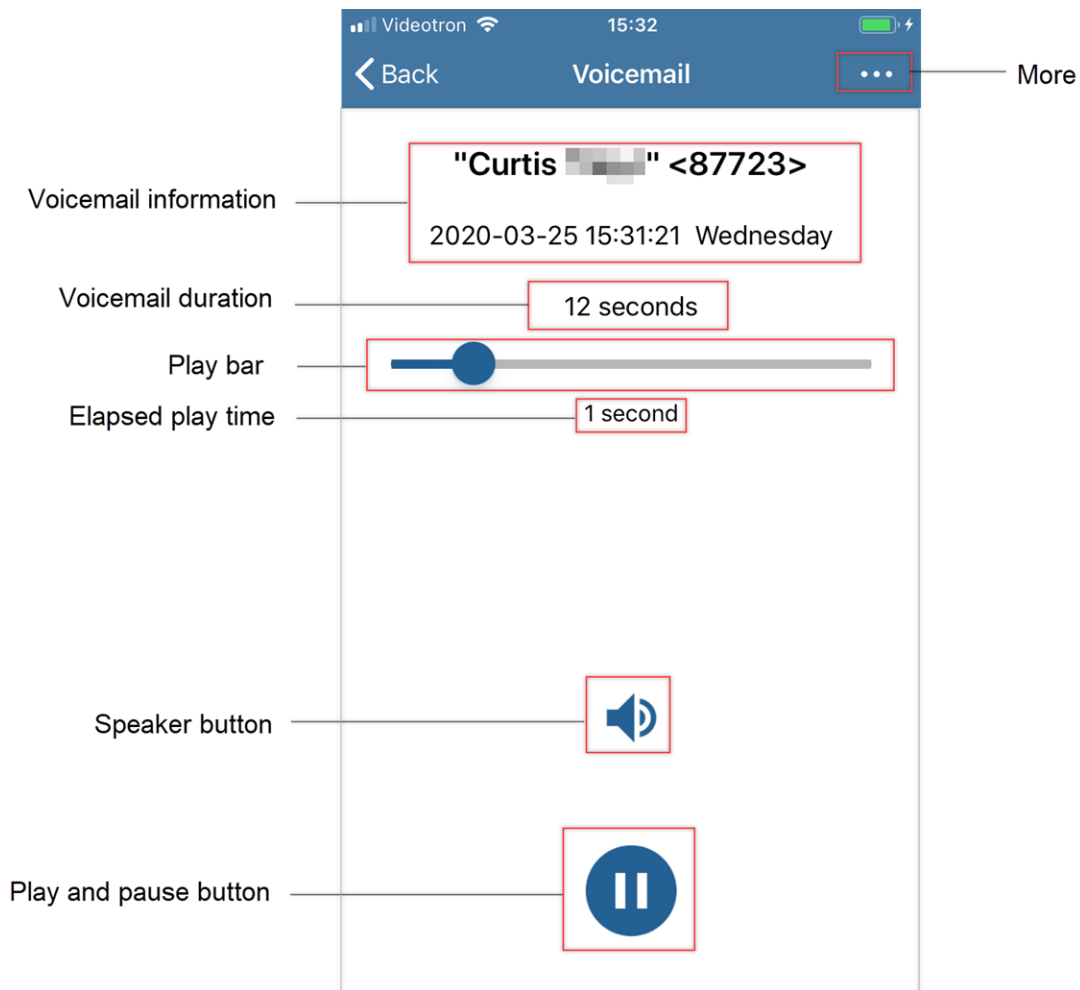 Videotron 15:32
Back Voicemail ••• More
"Curtis " <87723>
Voicemail information
2020-03-25 15:31:21 Wednesday
Voicemail duration 12 seconds
Play bar
Elapsed play time 1 second
Speaker button
Play and pause button